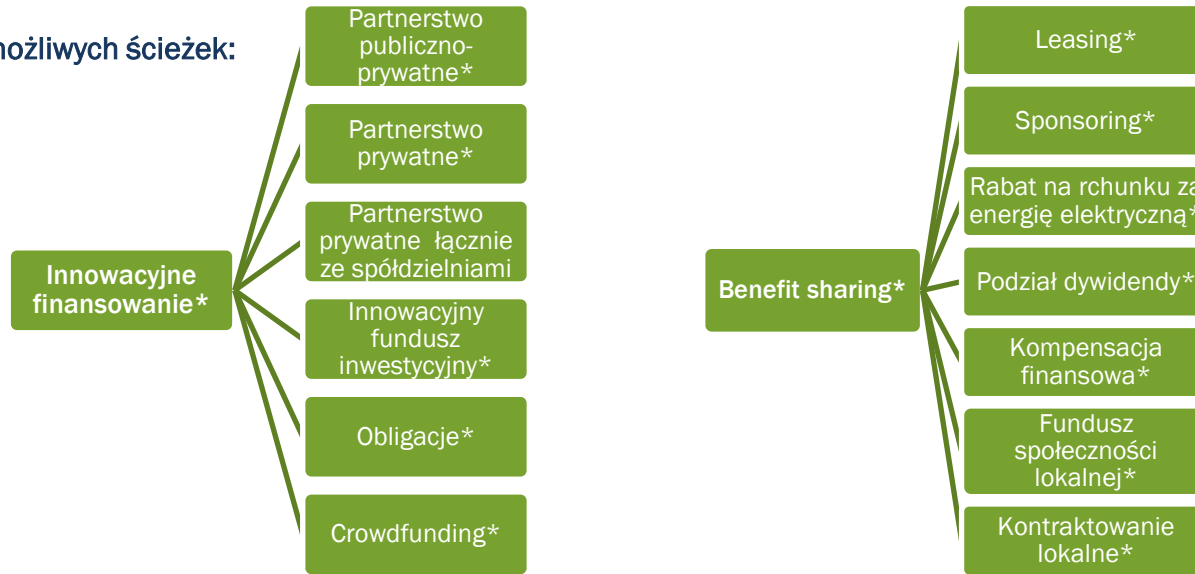 możliwych ścieżek:
Innowacyjne
finansowanie*
Partnerstwo
publiczno-
prywatne*
Partnerstwo
prywatne*
Partnerstwo
prywatne łącznie
ze spółdzielniami
Innowacyjny
fundusz
inwestycyjny*
Obligacje*
Crowdfunding*
Benefit sharing*
Leasing*
Sponsoring*
Rabat na rchunku za
energię elektryczną*
Podział dywidendy*
Kompensacja
finansowa*
Fundusz
społeczności
lokalnej*
Kontraktowanie
lokalne*